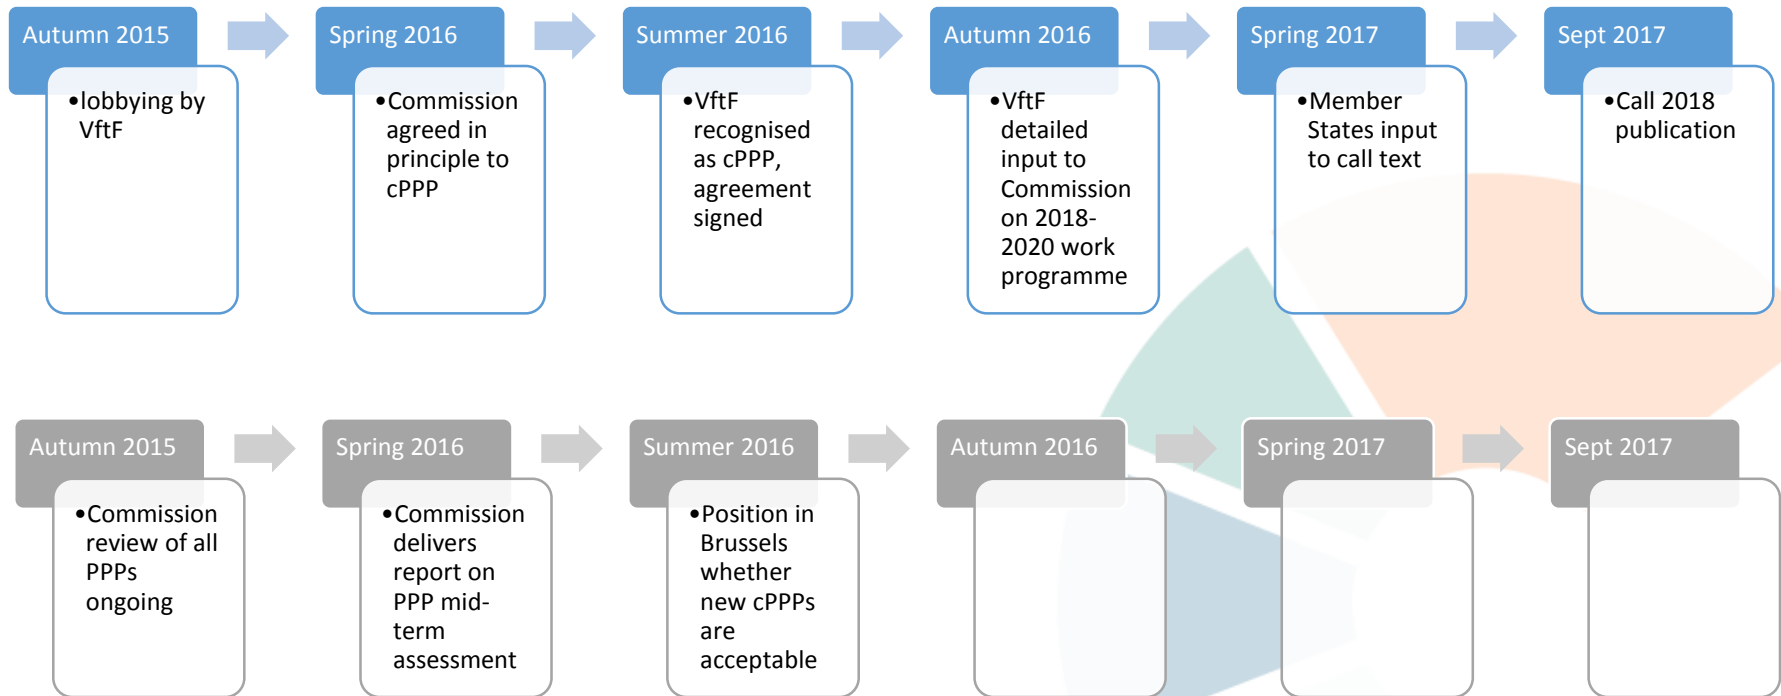 Autumn 2015
Spring 2016
Summer 2016
Autumn 2016
Spring 2017
Sept 2017
•lobbying by
VftF
•Commission
agreed in
principle to
cPPP
•VftF
recognised
as cPPP,
agreement
signed
•VftF
detailed
input to
Commission
on 2018-
2020 work
programme
•Member
States input
to call text
•Call 2018
publication
Autumn 2015
Spring 2016
Summer 2016
Autumn 2016
Spring 2017
Sept 2017
•Commission
review of all
PPPs
ongoing
•Commission
delivers
report on
PPP mid-
term
assessment
•Position in
Brussels
whether
new cPPPs
are
acceptable